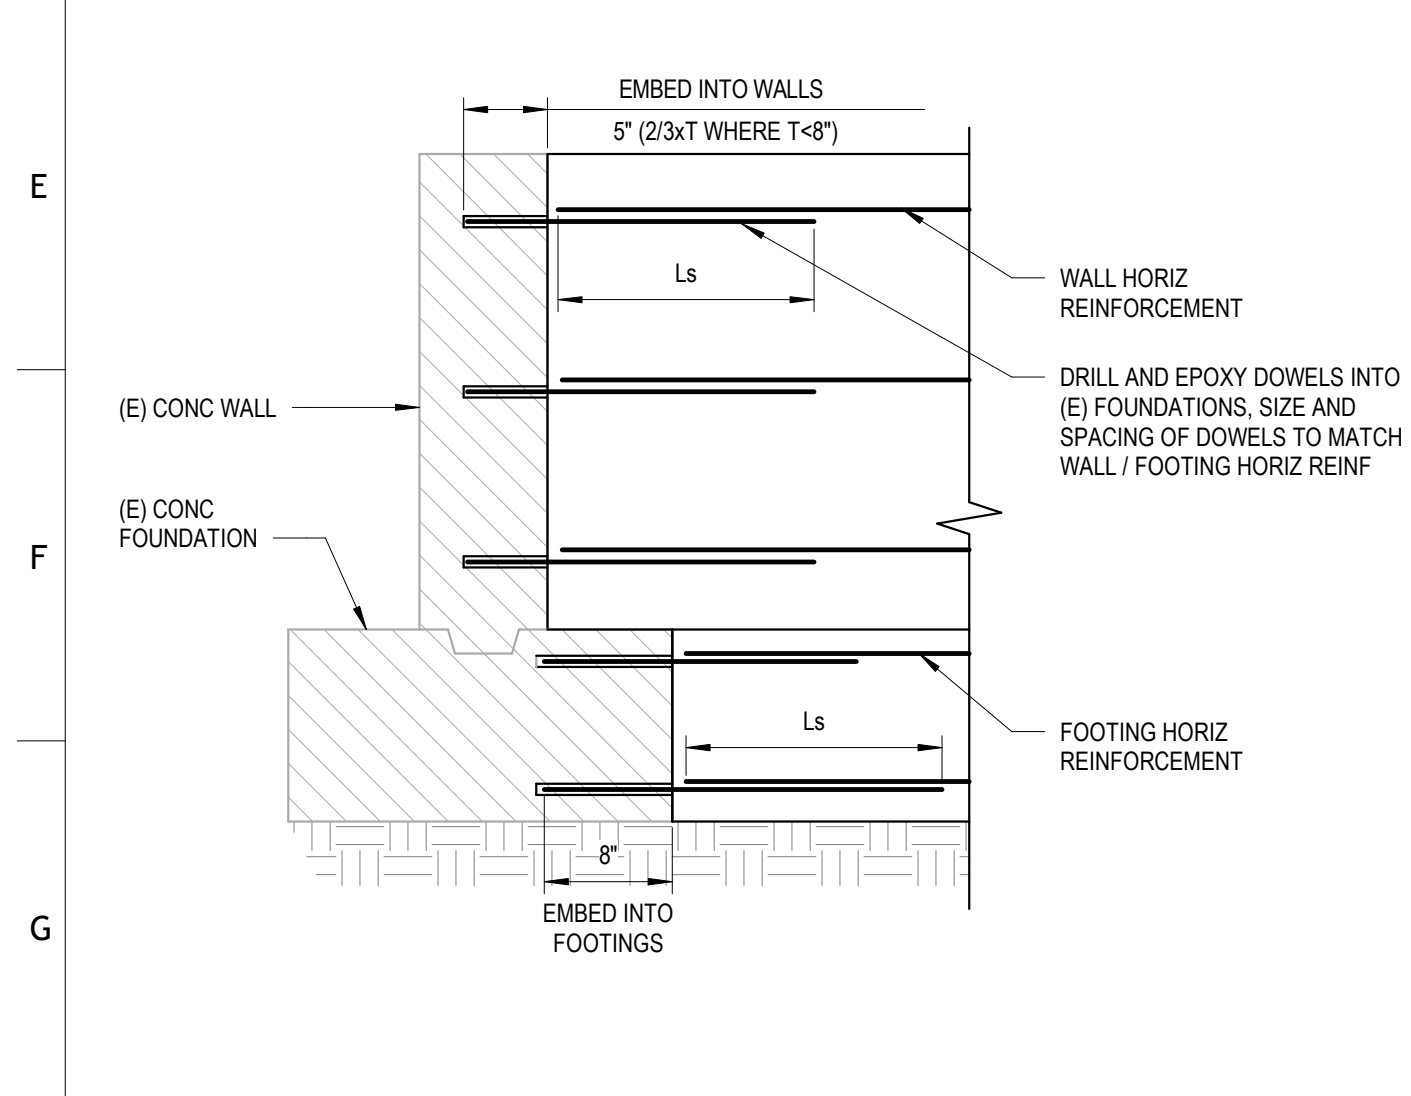 EMBED INTO WALLS
5" (2/3xT WHERE T<8")
E
Ls
WALL HORIZ
REINFORCEMENT
DRILL AND EPOXY DOWELS INTO
(E) FOUNDATIONS, SIZE AND
SPACING OF DOWELS TO MATCH
WALL / FOOTING HORIZ REINF
(E) CONC WALL
(E) CONC
FOUNDATION
F
Ls
FOOTING HORIZ
REINFORCEMENT
8"
EMBED INTO
FOOTINGS
G